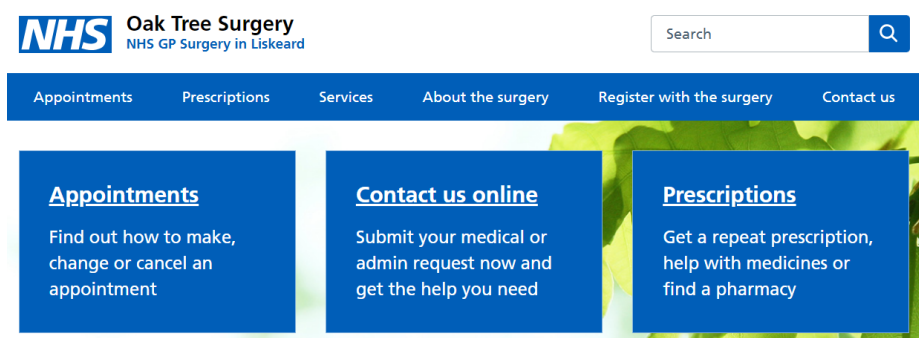 NHS
Oak Tree Surgery
NHS GP Surgery in Liskeard
Search
Appointments Prescriptions Services About the surgery Register with the surgery Contact us
Appointments
Find out how to make,
change or cancel an
appointment
Contact us online
Submit your medical or
admin request now and
get the help you need
Prescriptions
Get a repeat prescription,
help with medicines or
find a pharmacy